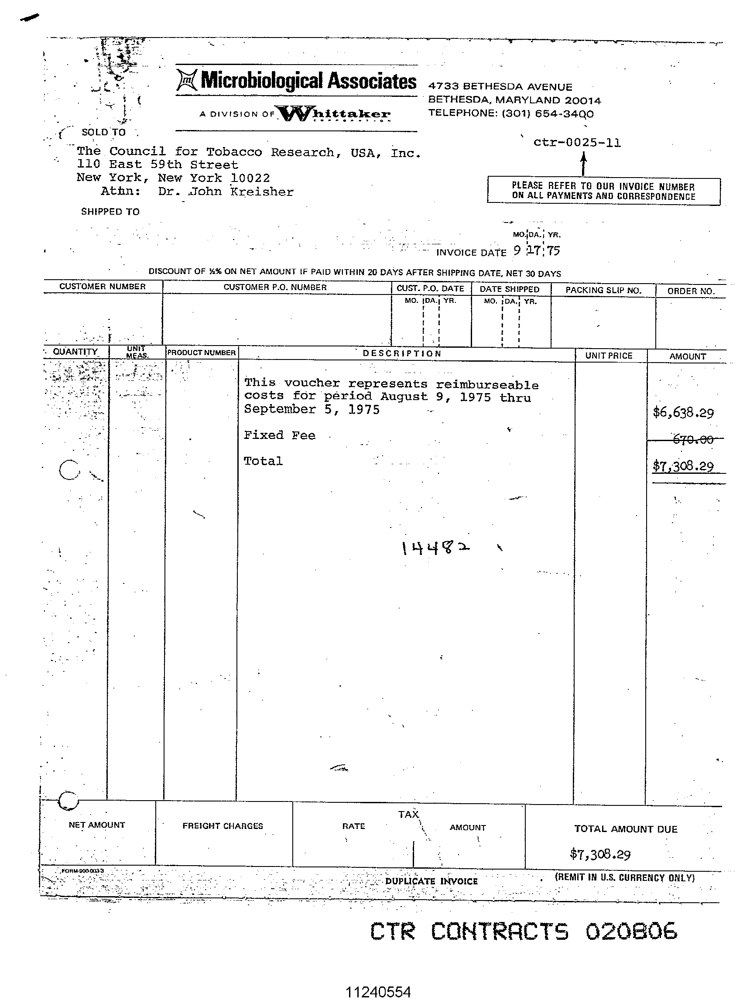 Microbiological Associates
A DIVISION OF Whittaker
CORPORATION
4733 BETHESDA AVENUE
BETHESDA, MARYLAND 20014
TELEPHONE: (301) 654-3400
SOLD TO
The Council for Tobacco Research, USA, Inc.
110 East 59th Street
New York, New York 10022
Attn: Dr. John Kreisher
ctr-0025-11
PLEASE REFER TO OUR INVOICE NUMBER
ON ALL PAYMENTS AND CORRESPONDENCE
SHIPPED TO
MO. DA. YR.
INVOICE DATE 9 17 75
DISCOUNT OF ½% ON NET AMOUNT IF PAID WITHIN 20 DAYS AFTER SHIPPING DATE, NET 30 DAYS
CUSTOMER NUMBER CUSTOMER P.O. NUMBER CUST. P.O. DATE DATE SHIPPED PACKING SLIP NO. ORDER NO.
MO. DA. YR. MO. DA. YR.
QUANTITY UNIT MEAS. PRODUCT NUMBER DESCRIPTION UNIT PRICE AMOUNT
This voucher represents reimburseable
costs for period August 9, 1975 thru
September 5, 1975 $6,638.29
Fixed Fee 670.00
Total $7,308.29
14482
NET AMOUNT FREIGHT CHARGES RATE TAX AMOUNT TOTAL AMOUNT DUE
$7,308.29
FORM 900-003-3
DUPLICATE INVOICE (REMIT IN U.S. CURRENCY ONLY)
CTR CONTRACTS 020806
11240554